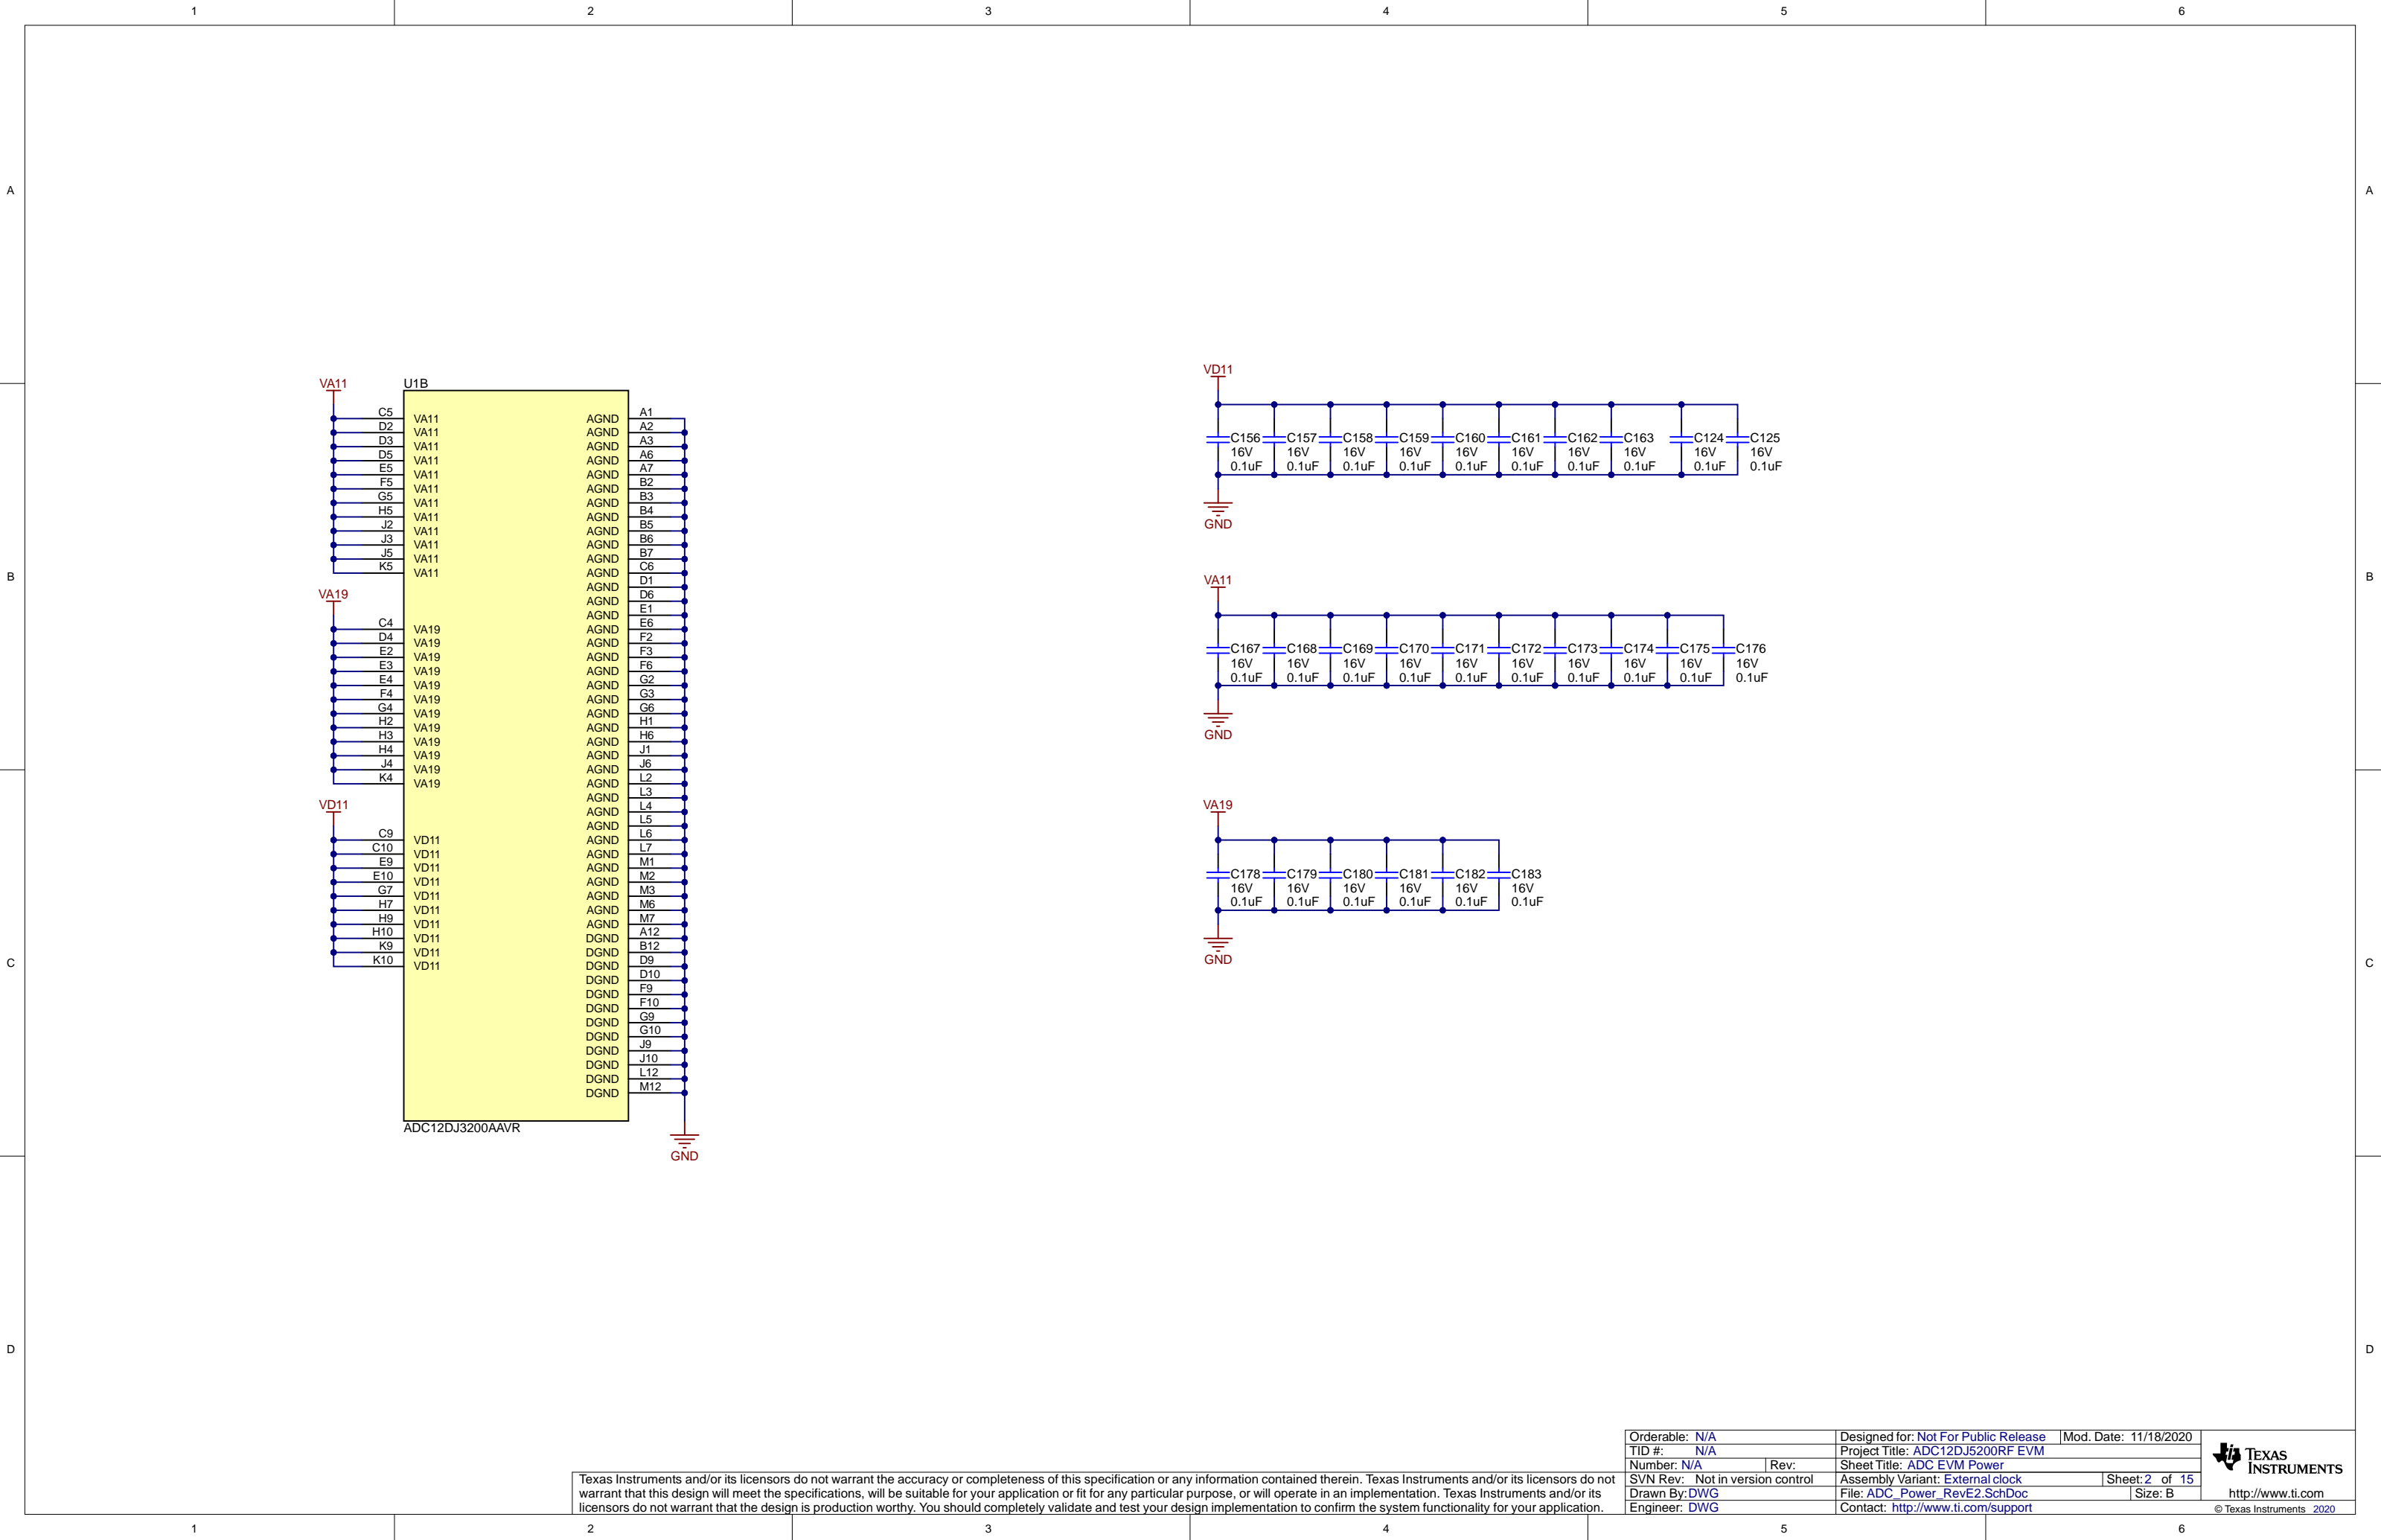 1 2 3 4 5 6
A A
VA11
U1B
C5 VA11
D2 VA11
D3 VA11
D5 VA11
E5 VA11
F5 VA11
G5 VA11
H5 VA11
J2 VA11
J3 VA11
J5 VA11
K5 VA11
VA19
C4 VA19
D4 VA19
E2 VA19
E3 VA19
E4 VA19
F4 VA19
G4 VA19
H2 VA19
H3 VA19
H4 VA19
J4 VA19
K4 VA19
VD11
C9 VD11
C10 VD11
E9 VD11
E10 VD11
G7 VD11
H7 VD11
H9 VD11
H10 VD11
K9 VD11
K10 VD11
AGND A1
AGND A2
AGND A3
AGND A6
AGND A7
AGND B2
AGND B3
AGND B4
AGND B5
AGND B6
AGND B7
AGND C6
AGND D1
AGND D6
AGND E1
AGND E6
AGND F2
AGND F3
AGND F6
AGND G2
AGND G3
AGND G6
AGND H1
AGND H6
AGND J1
AGND J6
AGND L2
AGND L3
AGND L4
AGND L5
AGND L6
AGND L7
AGND M1
AGND M2
AGND M3
AGND M6
AGND M7
DGND A12
DGND B12
DGND D9
DGND D10
DGND F9
DGND F10
DGND G9
DGND G10
DGND J9
DGND J10
DGND L12
DGND M12
ADC12DJ3200AAVR
GND
VD11
C156 C157 C158 C159 C160 C161 C162 C163 C124 C125
16V 16V 16V 16V 16V 16V 16V 16V 16V 16V
0.1uF 0.1uF 0.1uF 0.1uF 0.1uF 0.1uF 0.1uF 0.1uF 0.1uF 0.1uF
GND
B B
VA11
C167 C168 C169 C170 C171 C172 C173 C174 C175 C176
16V 16V 16V 16V 16V 16V 16V 16V 16V 16V
0.1uF 0.1uF 0.1uF 0.1uF 0.1uF 0.1uF 0.1uF 0.1uF 0.1uF 0.1uF
GND
VA19
C178 C179 C180 C181 C182 C183
16V 16V 16V 16V 16V 16V
0.1uF 0.1uF 0.1uF 0.1uF 0.1uF 0.1uF
GND
C C
D D
Texas Instruments and/or its licensors do not warrant the accuracy or completeness of this specification or any information contained therein. Texas Instruments and/or its licensors do not
warrant that this design will meet the specifications, will be suitable for your application or fit for any particular purpose, or will operate in an implementation. Texas Instruments and/or its
licensors do not warrant that the design is production worthy. You should completely validate and test your design implementation to confirm the system functionality for your application.
Orderable: N/A Designed for: Not For Public Release Mod. Date: 11/18/2020
TID #: N/A Project Title: ADC12DJ5200RF EVM
Number: N/A Rev: Sheet Title: ADC EVM Power
SVN Rev: Not in version control Assembly Variant: External clock Sheet: 2 of 15
Drawn By: DWG File: ADC_Power_RevE2.SchDoc Size: B
Engineer: DWG Contact: http://www.ti.com/support
TEXAS
INSTRUMENTS
http://www.ti.com
© Texas Instruments 2020
1 2 3 4 5 6